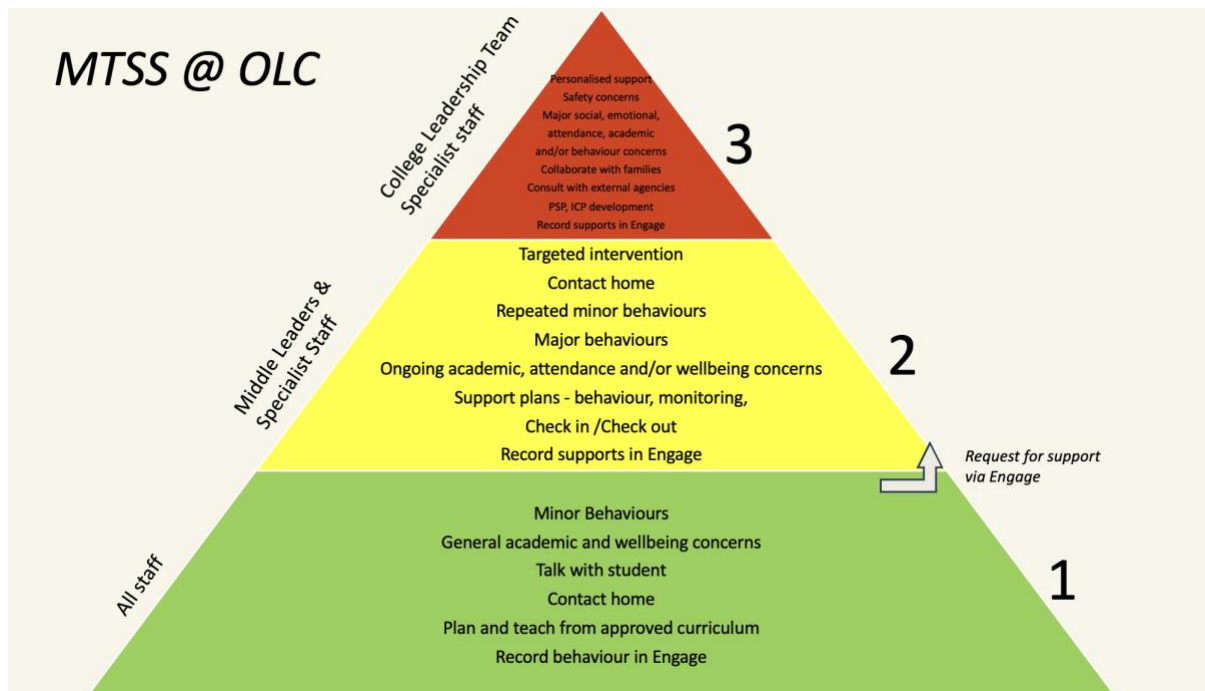 MTSS @ OLC
College Leadership Team
Specialist staff
Personalised support
Safety concerns
Major social, emotional,
attendance, academic
and/or behaviour concerns
Collaborate with families
Consult with external agencies
PSP, ICP development
Record supports in Engage
3
Middle Leaders &
Specialist Staff
Targeted intervention
Contact home
Repeated minor behaviours
Major behaviours
Ongoing academic, attendance and/or wellbeing concerns
Support plans - behaviour, monitoring,
Check in /Check out
Record supports in Engage
2
Request for support
via Engage
All staff
Minor Behaviours
General academic and wellbeing concerns
Talk with student
Contact home
Plan and teach from approved curriculum
Record behaviour in Engage
1